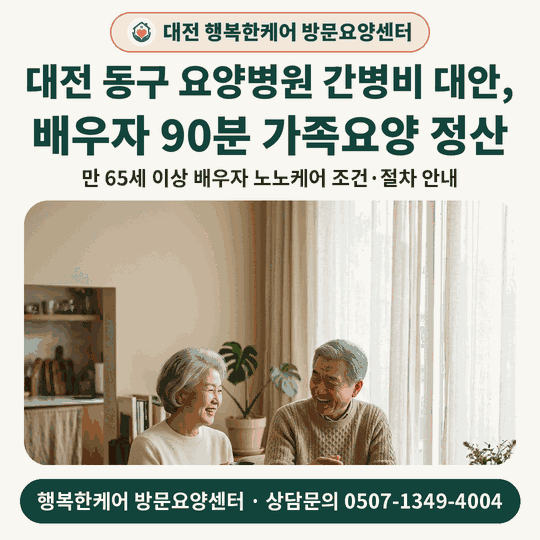 대전 행복한케어 방문요양센터
대전 동구 요양병원 간병비 대안,
배우자 90분 가족요양 정산
만 65세 이상 배우자 노노케어 조건·절차 안내
행복한케어 방문요양센터 · 상담문의 0507-1349-4004